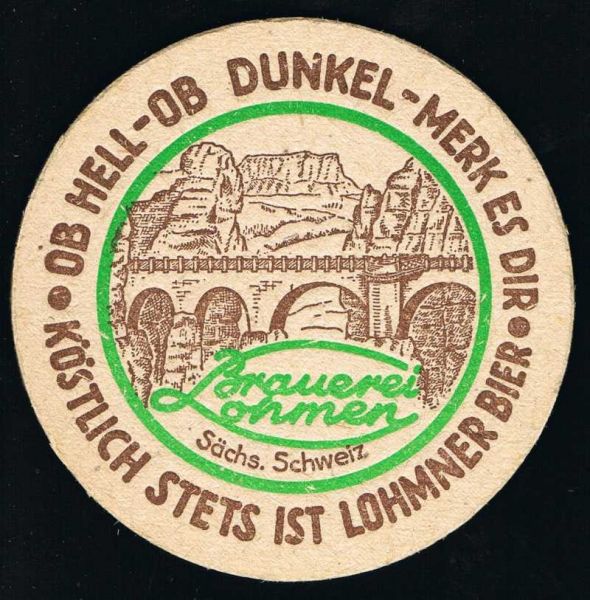 • OB HELL-OB DUNKEL-MERK ES DIR •
KÖSTLICH STETS IST LOHMNER BIER
Brauerei
Lohmen
Sächs. Schweiz